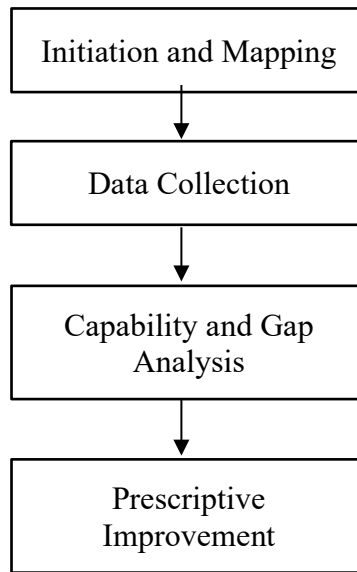 Initiation and Mapping
Data Collection
Capability and Gap
Analysis
Prescriptive
Improvement